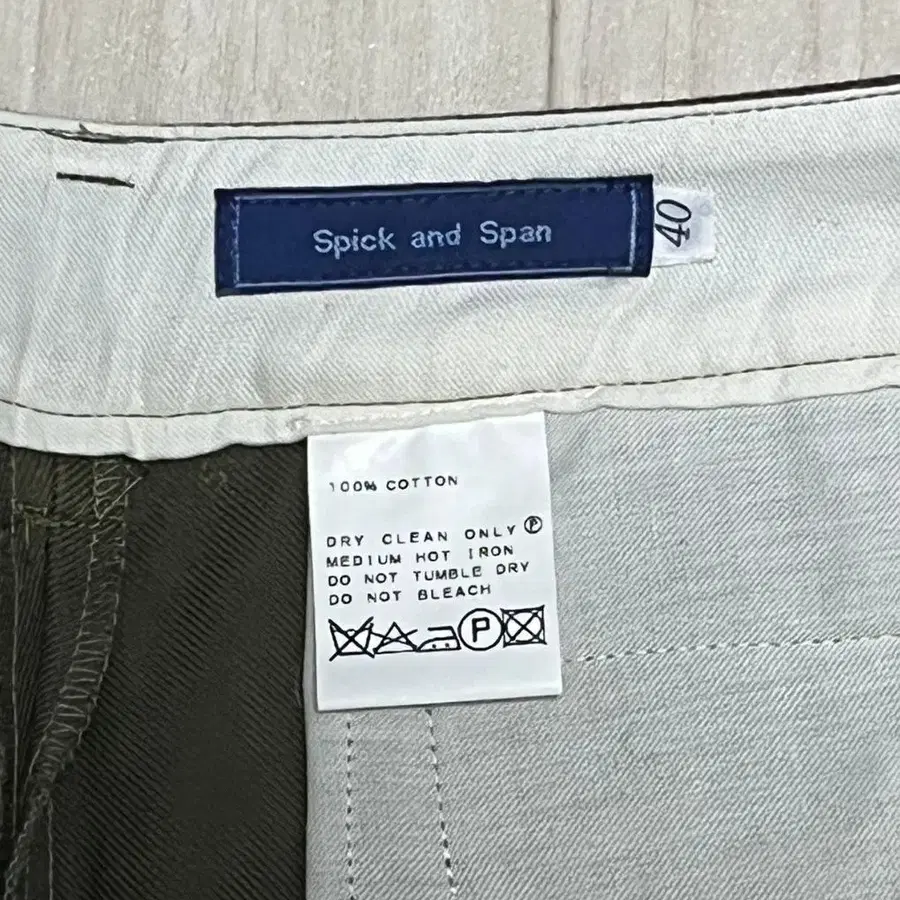 Spick and Span
40
100% COTTON
DRY CLEAN ONLY Ⓟ
MEDIUM HOT IRON
DO NOT TUMBLE DRY
DO NOT BLEACH
P